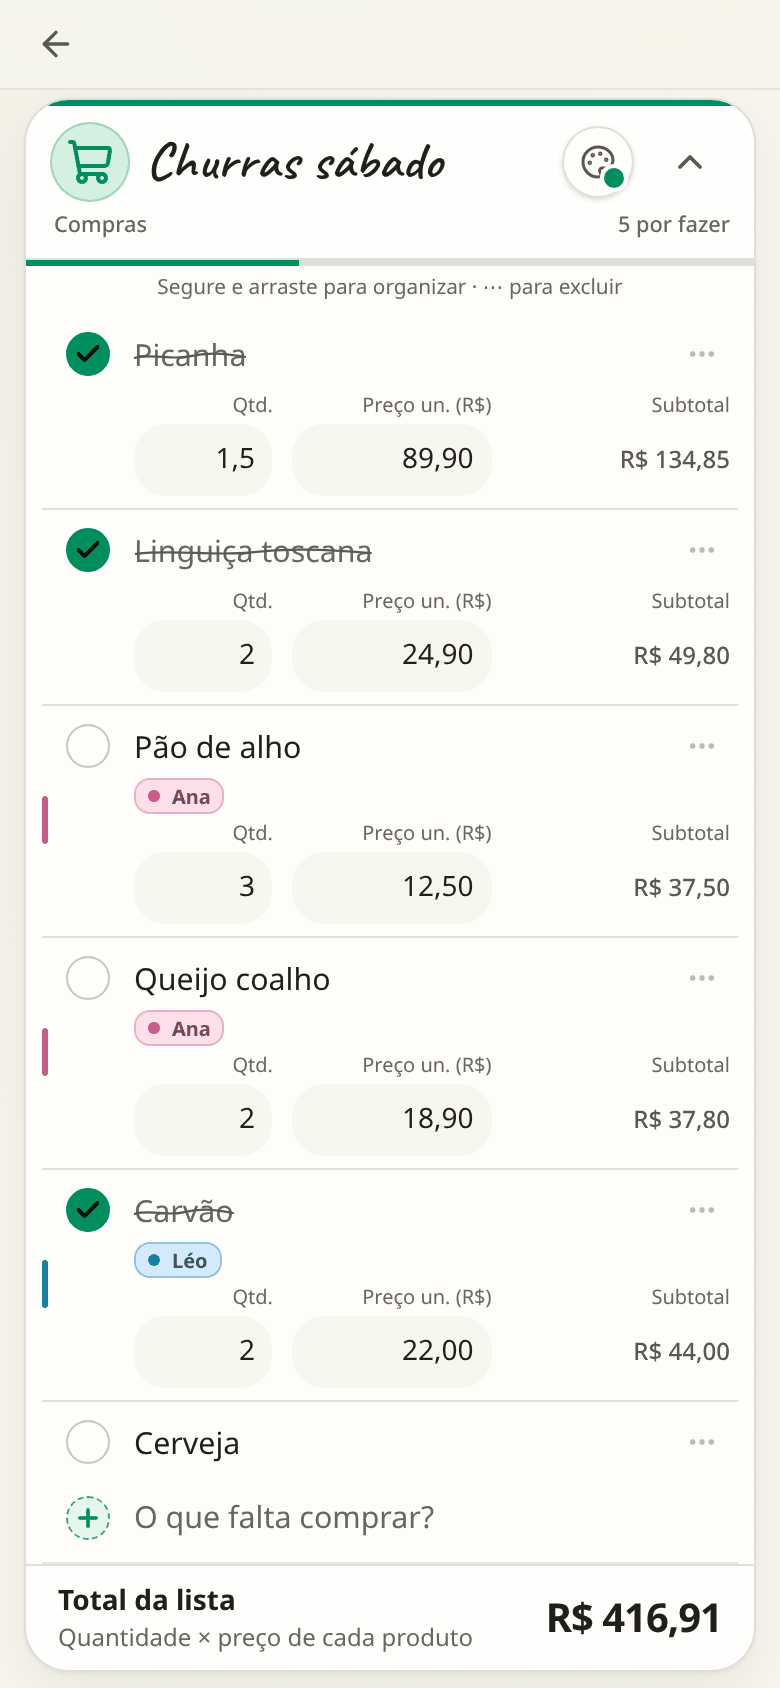 Churras sábado
Compras 5 por fazer
Segure e arraste para organizar · ··· para excluir
Picanha
Qtd. Preço un. (R$) Subtotal
1,5 89,90 R$ 134,85
Linguiça toscana
Qtd. Preço un. (R$) Subtotal
2 24,90 R$ 49,80
Pão de alho
Ana
Qtd. Preço un. (R$) Subtotal
3 12,50 R$ 37,50
Queijo coalho
Ana
Qtd. Preço un. (R$) Subtotal
2 18,90 R$ 37,80
Carvão
Léo
Qtd. Preço un. (R$) Subtotal
2 22,00 R$ 44,00
Cerveja
O que falta comprar?
Total da lista
Quantidade × preço de cada produto
R$ 416,91